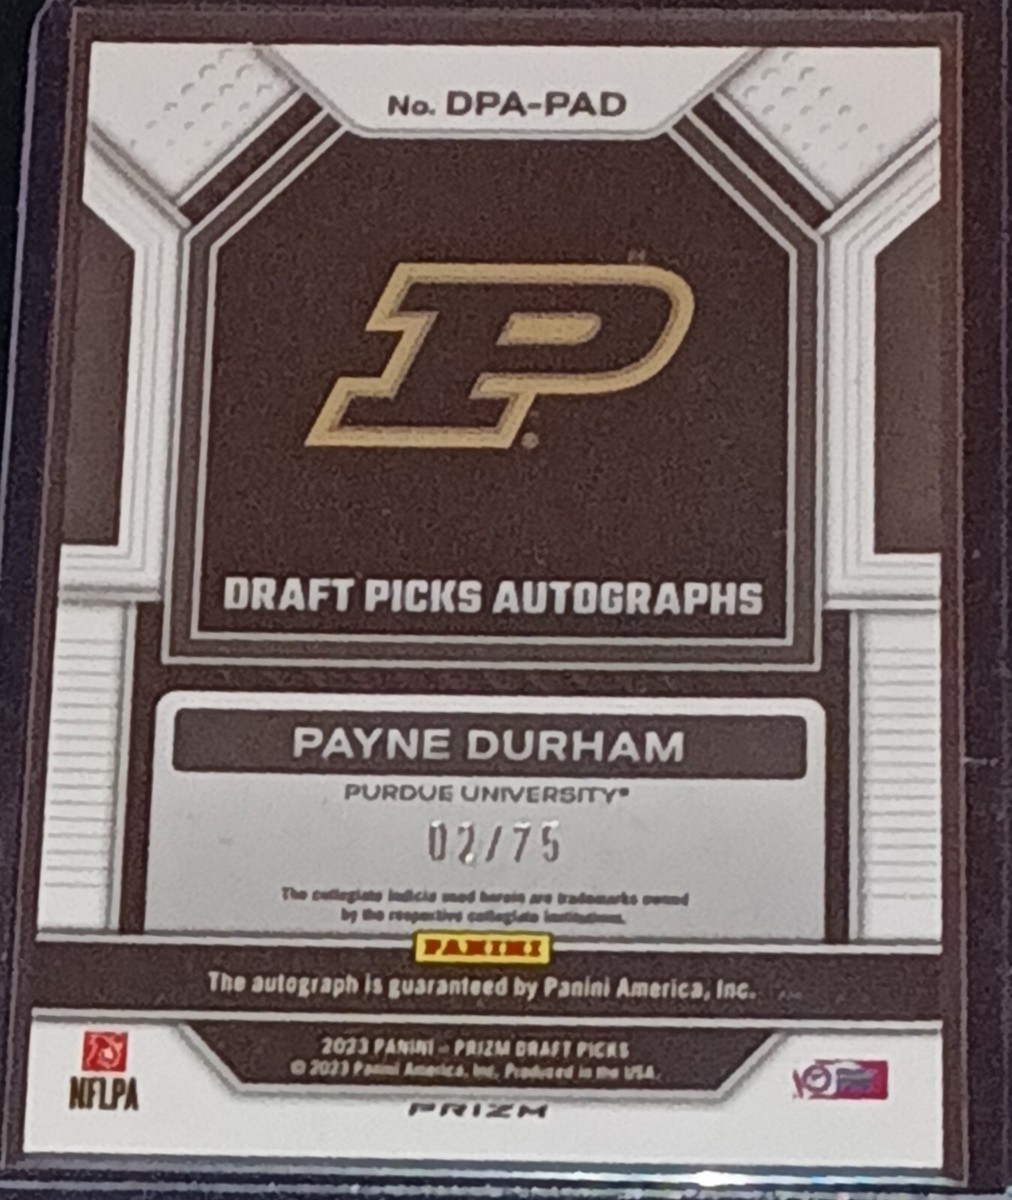 No. DPA-PAD
P
DRAFT PICKS AUTOGRAPHS
PAYNE DURHAM
PURDUE UNIVERSITY®
02/75
The collegiate indicia used herein are trademarks owned
by the respective collegiate institutions.
PANINI
The autograph is guaranteed by Panini America, Inc.
2023 PANINI – PRIZM DRAFT PICKS
© 2023 Panini America, Inc. Produced in the USA.
NFLPA
PRIZM